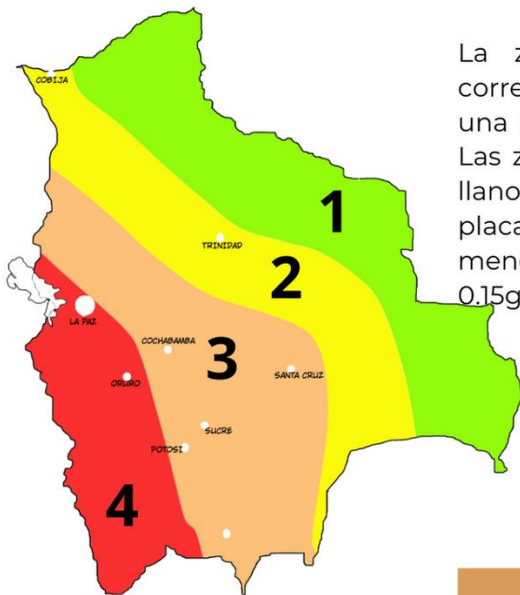 COBIJA
1
TRINIDAD
2
LA PAZ
COCHABAMBA
3
SANTA CRUZ
ORURO
SUCRE
POTOSI
4
La
corre
una
Las
llano
placa
men
0.15g